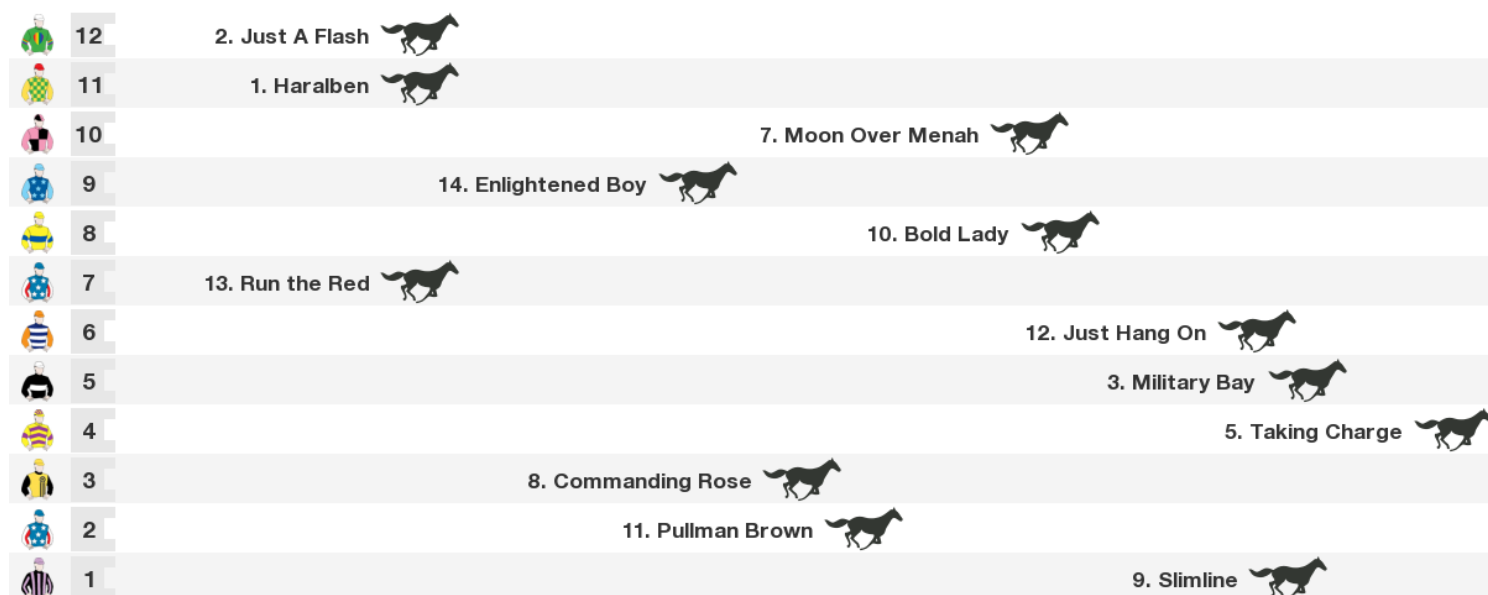 12 2. Just A Flash
11 1. Haralben
10 7. Moon Over Menah
9 14. Enlightened Boy
8 10. Bold Lady
7 13. Run the Red
6 12. Just Hang On
5 3. Military Bay
4 5. Taking Charge
3 8. Commanding Rose
2 11. Pullman Brown
1 9. Slimline